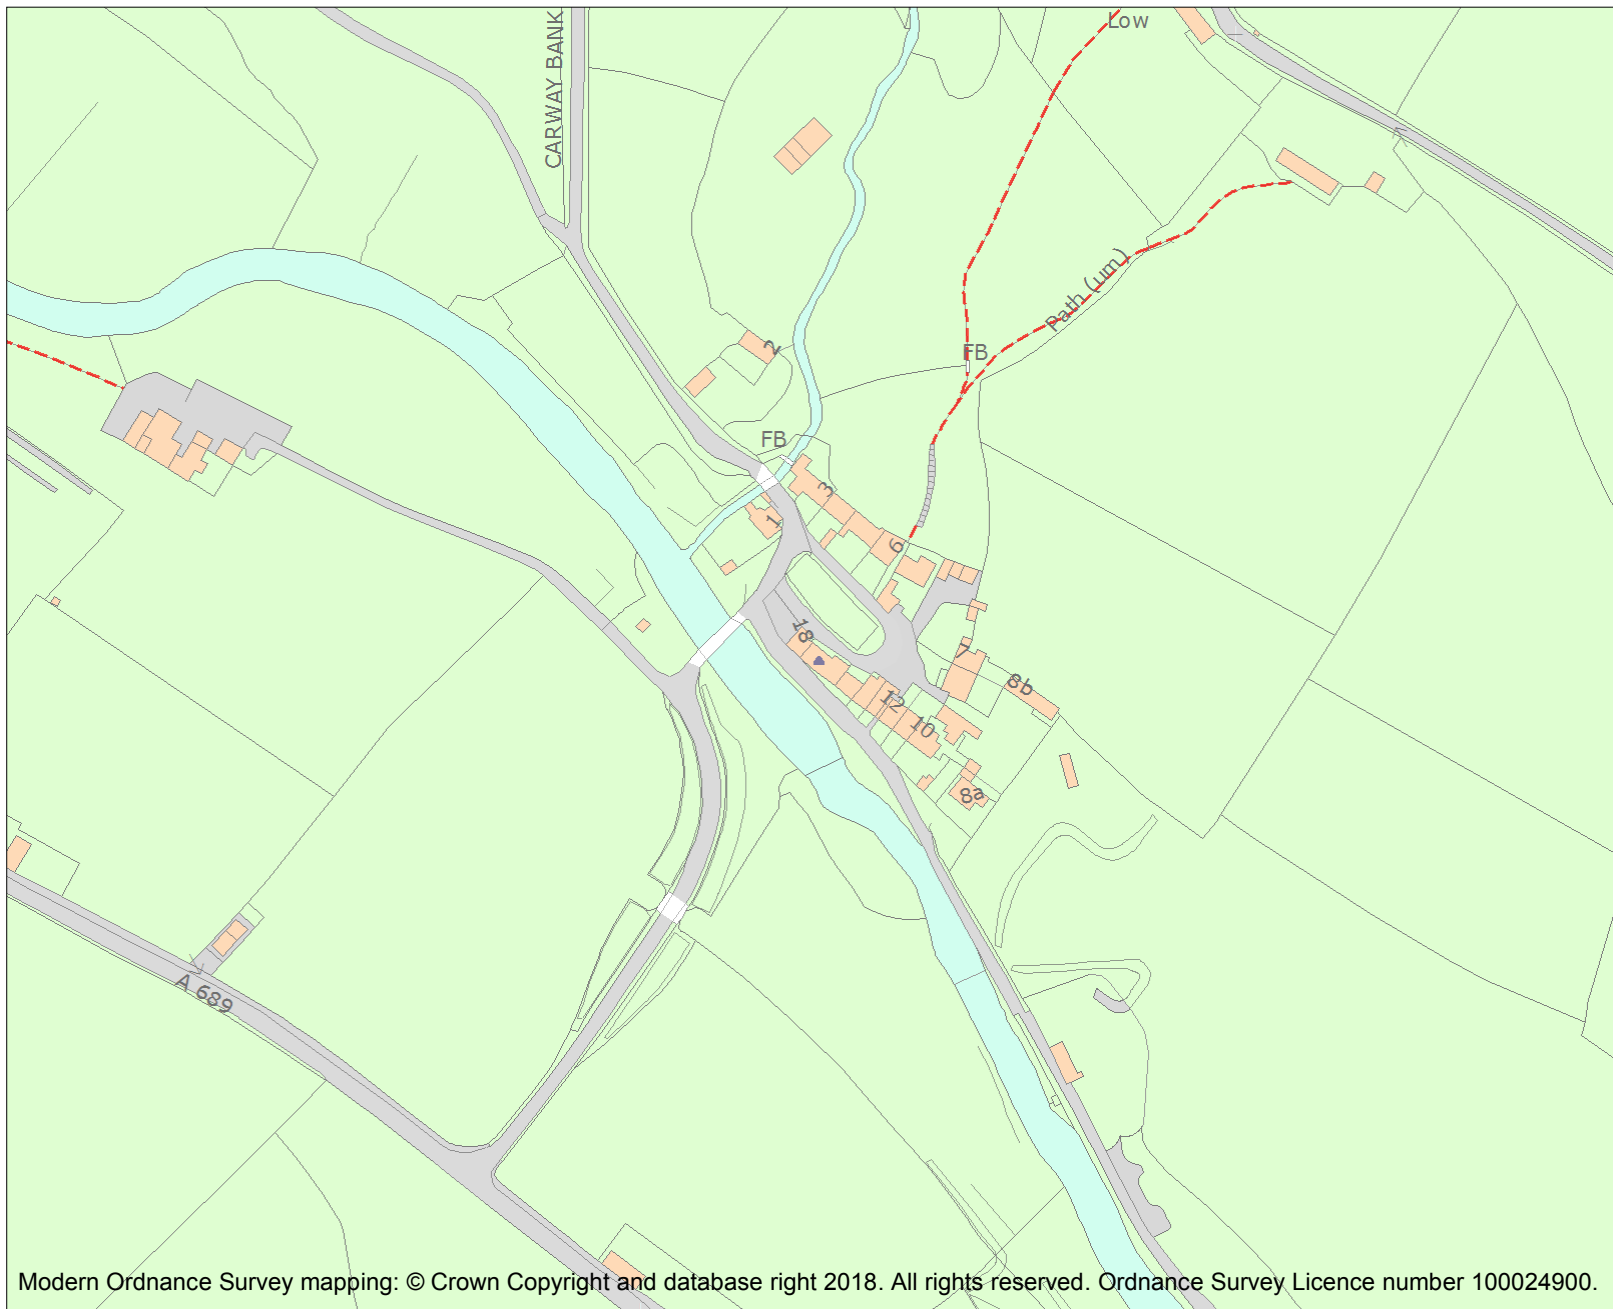 Low
CARWAY BANK
Path (um)
2
FB
FB
3
1
6
18
7
8b
12
10
8a
A 689
Modern Ordnance Survey mapping: © Crown Copyright and database right 2018. All rights reserved. Ordnance Survey Licence number 100024900.